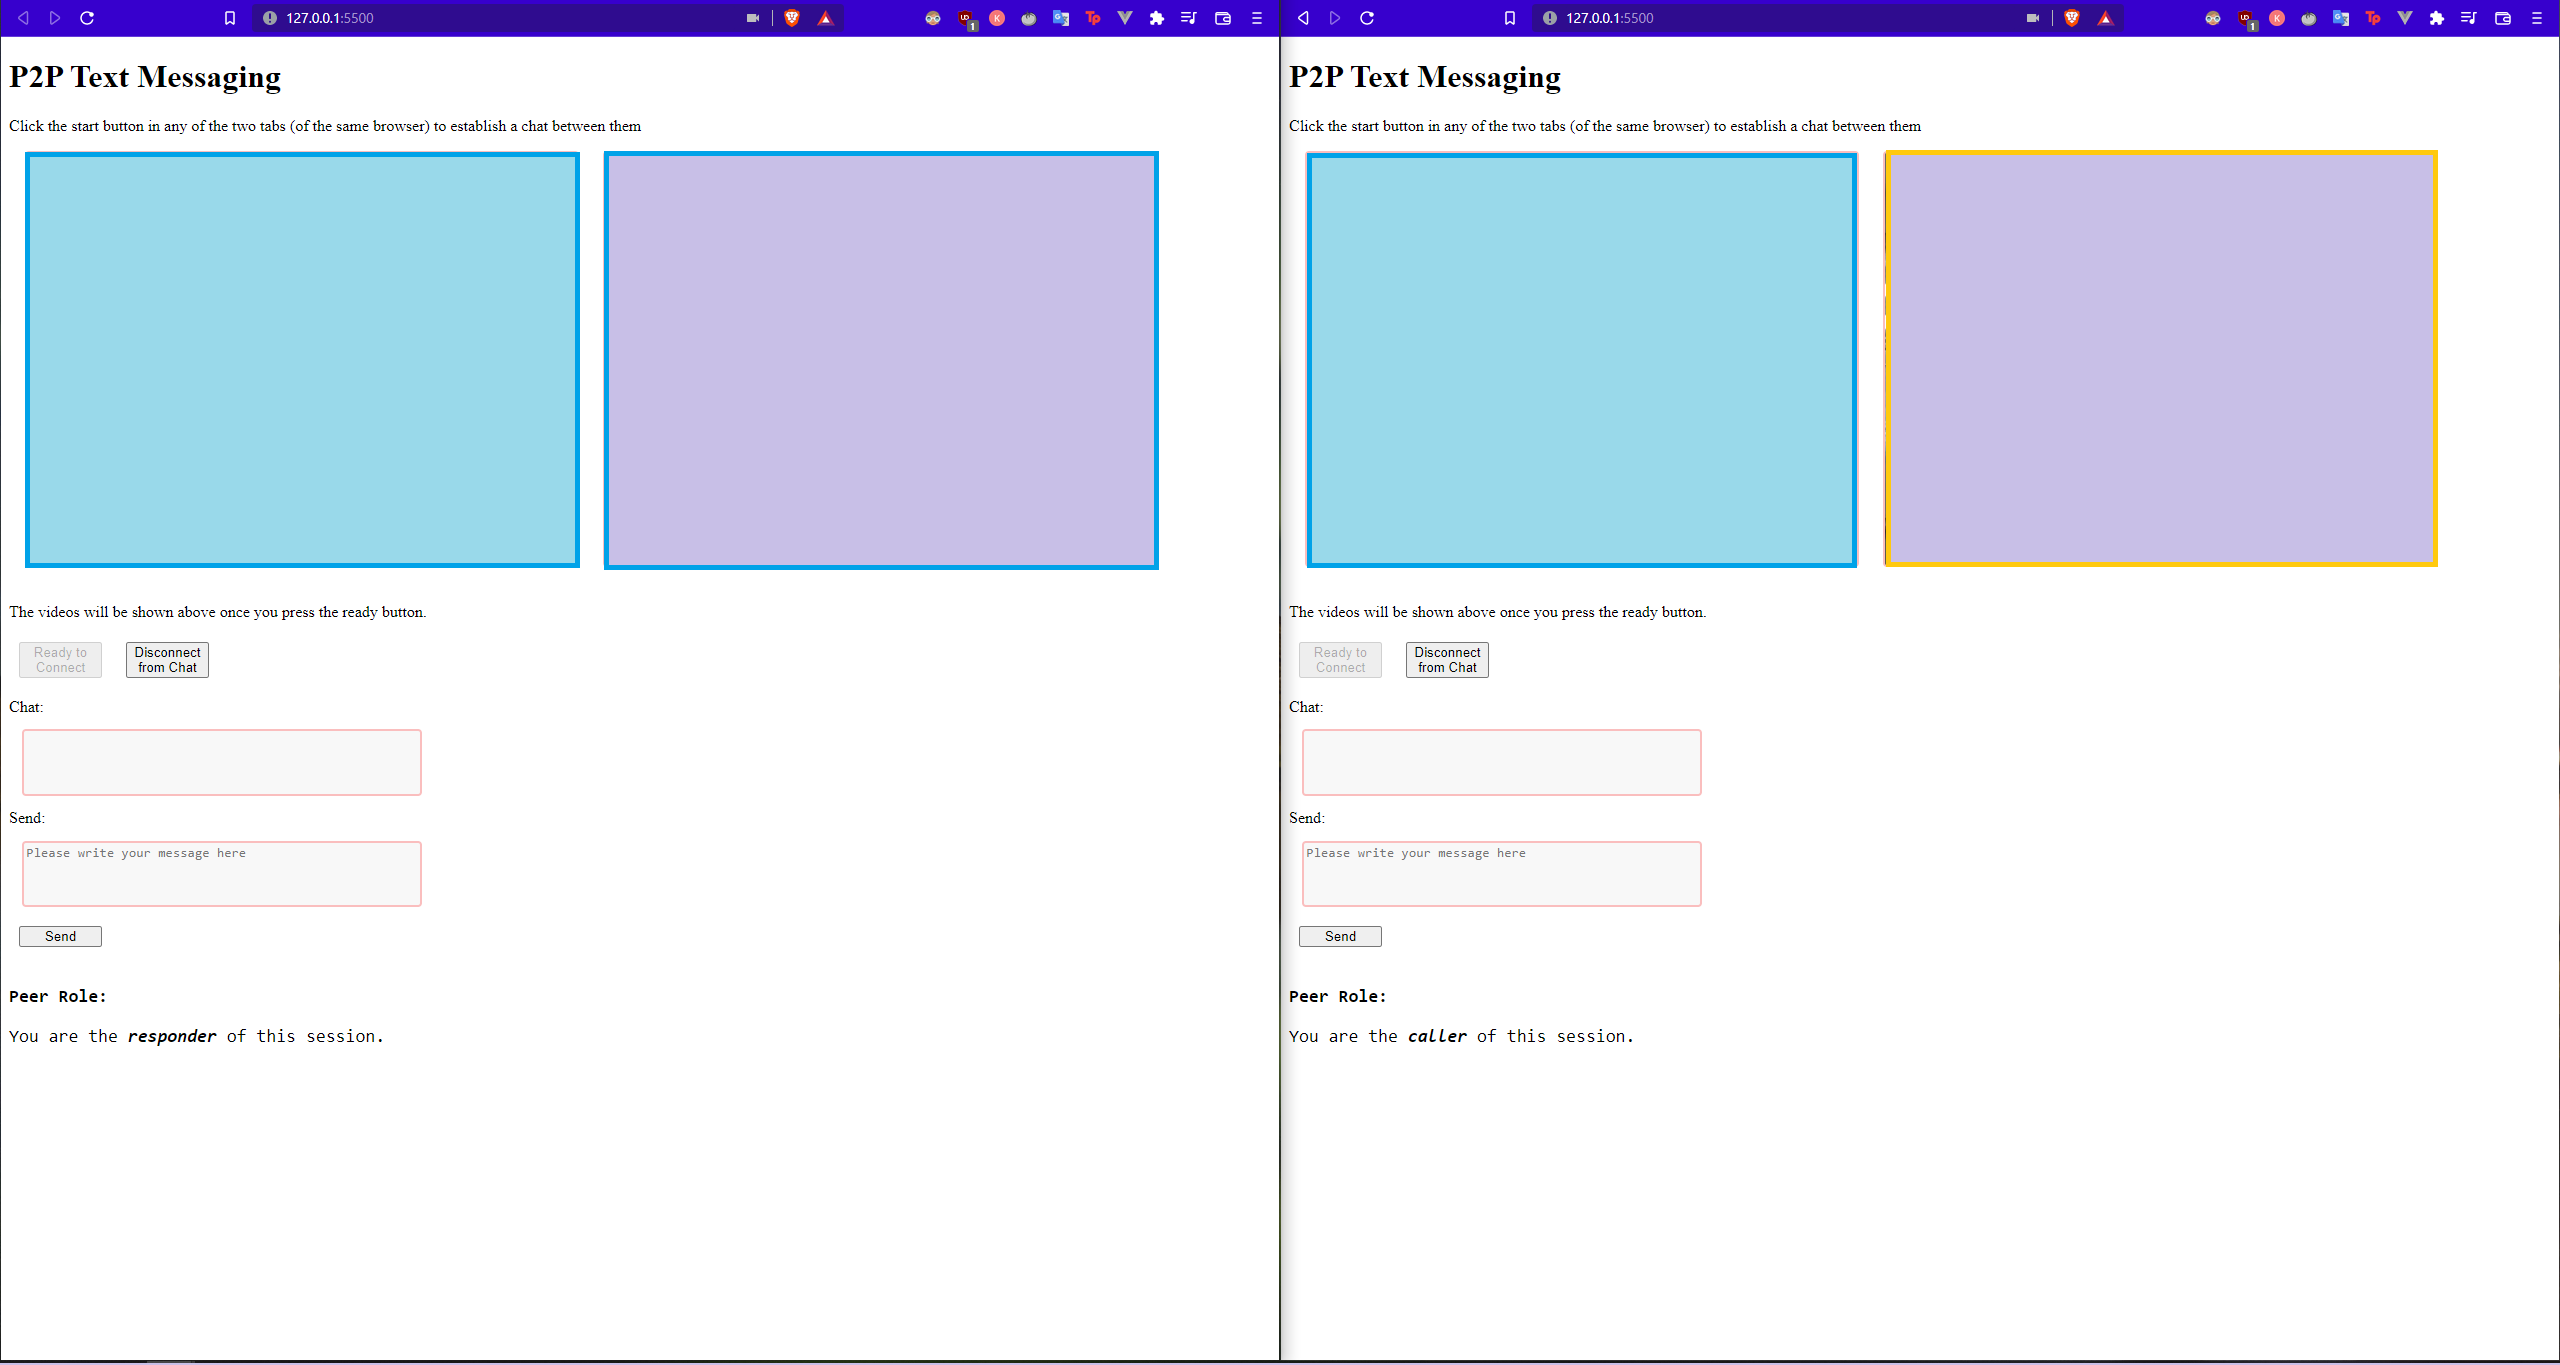 127.0.0.1:5500
P2P Text Messaging
Click the start button in any of the two tabs (of the same browser) to establish a chat between them
The videos will be shown above once you press the ready button.
Ready to
Connect
Disconnect
from Chat
Chat:
Send:
Please write your message here
Send
Peer Role:
You are the responder of this session.
127.0.0.1:5500
P2P Text Messaging
Click the start button in any of the two tabs (of the same browser) to establish a chat between them
The videos will be shown above once you press the ready button.
Ready to
Connect
Disconnect
from Chat
Chat:
Send:
Please write your message here
Send
Peer Role:
You are the caller of this session.